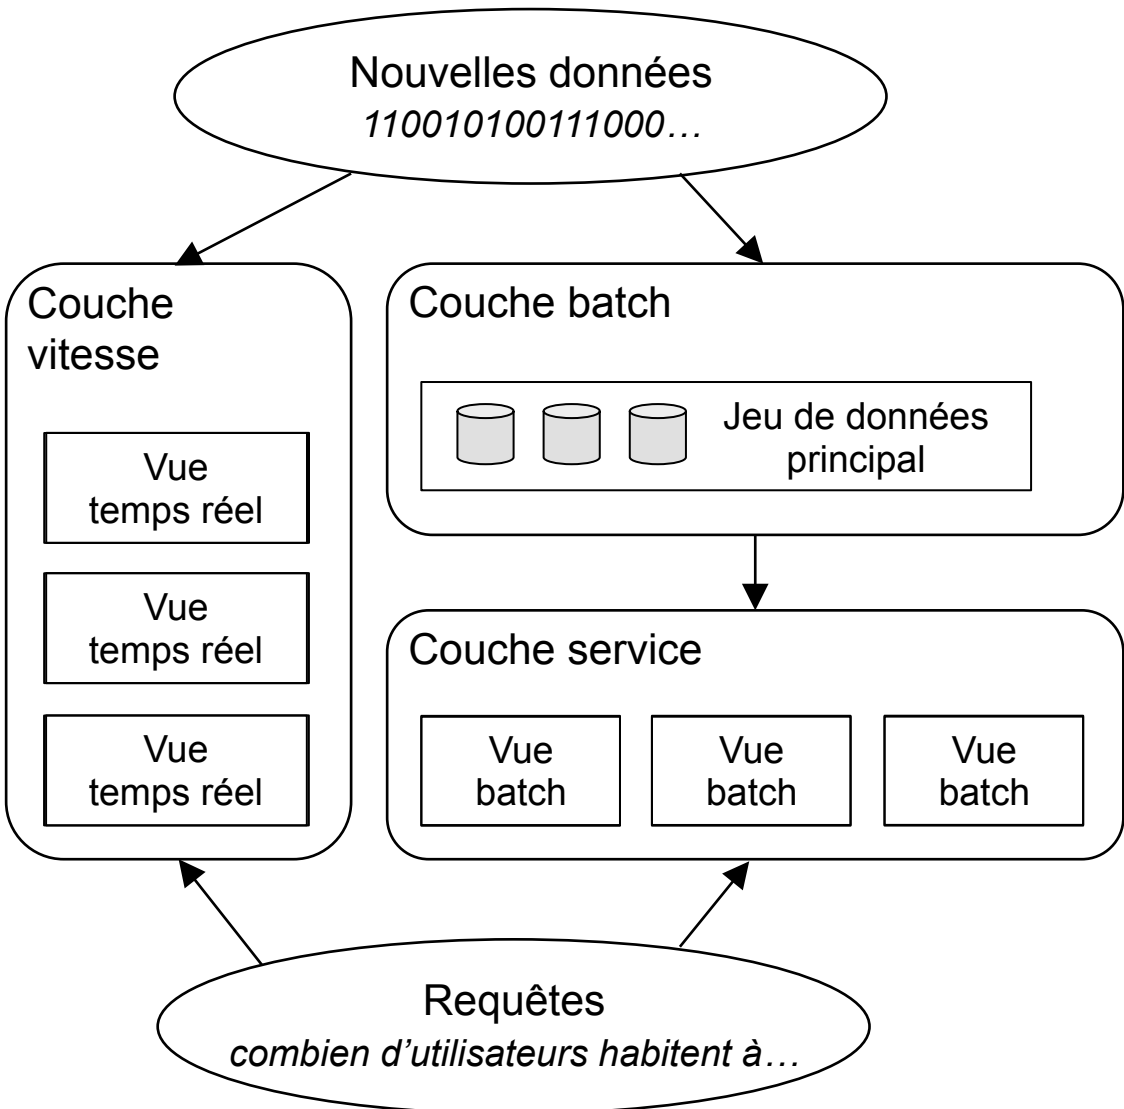 Nouvelles données
110010100111000…
Couche
vitesse
Vue
temps réel
Vue
temps réel
Vue
temps réel
Couche batch
Jeu de données
principal
Couche service
Vue
batch
Vue
batch
Vue
batch
Requêtes
combien d’utilisateurs habitent à…